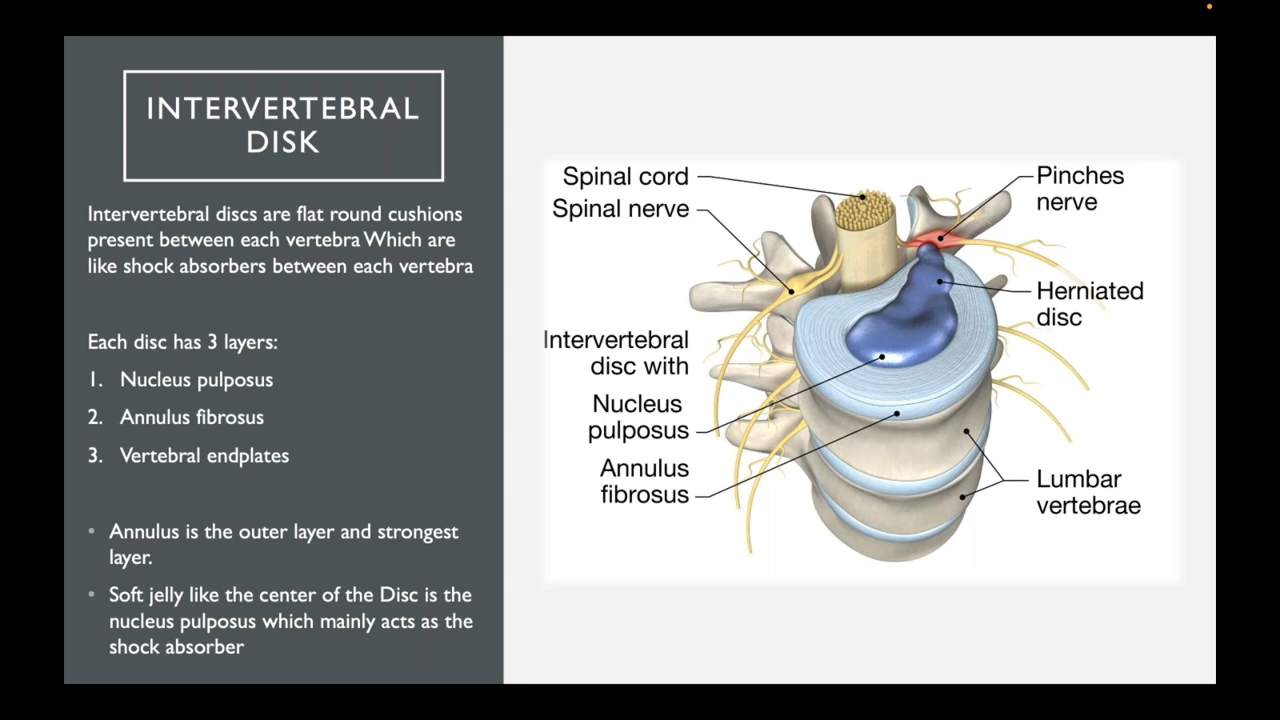 INTERVERTEBRAL
DISK
Intervertebral discs are flat round cushions
present between each vertebra Which are
like shock absorbers between each vertebra
Each disc has 3 layers:
1. Nucleus pulposus
2. Annulus fibrosus
3. Vertebral endplates
• Annulus is the outer layer and strongest
layer.
• Soft jelly like the center of the Disc is the
nucleus pulposus which mainly acts as the
shock absorber
Spinal cord
Spinal nerve
Intervertebral
disc with
Nucleus
pulposus
Annulus
fibrosus
Pinches
nerve
Herniated
disc
Lumbar
vertebrae